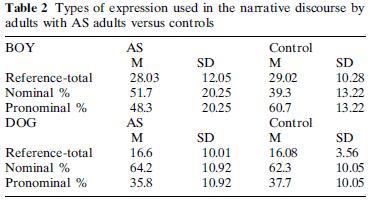 Table 2 Types of expression used in the narrative discourse by
adults with AS adults versus controls
BOY AS Control
M SD M SD
Reference-total 28.03 12.05 29.02 10.28
Nominal % 51.7 20.25 39.3 13.22
Pronominal % 48.3 20.25 60.7 13.22
DOG AS Control
M SD M SD
Reference-total 16.6 10.01 16.08 3.56
Nominal % 64.2 10.92 62.3 10.05
Pronominal % 35.8 10.92 37.7 10.05